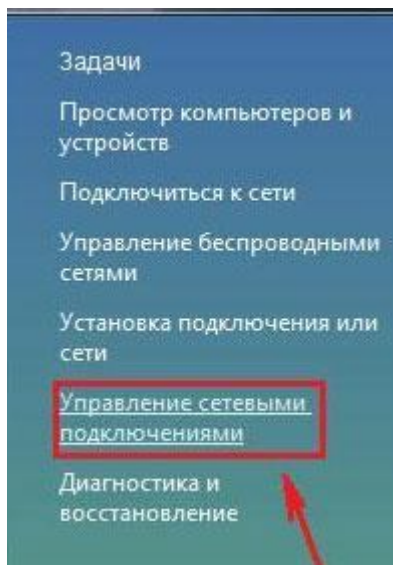 Задачи
Просмотр компьютеров и
устройств
Подключиться к сети
Управление беспроводными
сетями
Установка подключения или
сети
Управление сетевыми
подключениями
Диагностика и
восстановление